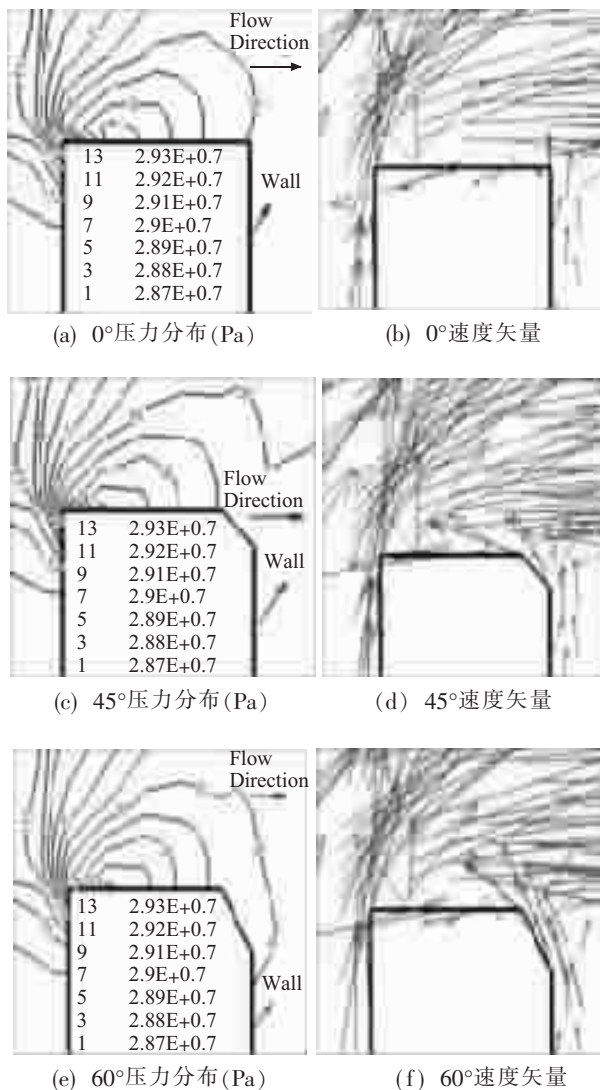 Flow
Direction
13 2.93E+0.7
11 2.92E+0.7
9 2.91E+0.7
7 2.9E+0.7
5 2.89E+0.7
3 2.88E+0.7
1 2.87E+0.7
Wall
(a) 0°压力分布(Pa)
(b) 0°速度矢量
Flow
Direction
13 2.93E+0.7
11 2.92E+0.7
9 2.91E+0.7
7 2.9E+0.7
5 2.89E+0.7
3 2.88E+0.7
1 2.87E+0.7
Wall
(c) 45°压力分布(Pa)
(d) 45°速度矢量
Flow
Direction
13 2.93E+0.7
11 2.92E+0.7
9 2.91E+0.7
7 2.9E+0.7
5 2.89E+0.7
3 2.88E+0.7
1 2.87E+0.7
Wall
(e) 60°压力分布(Pa)
(f) 60°速度矢量